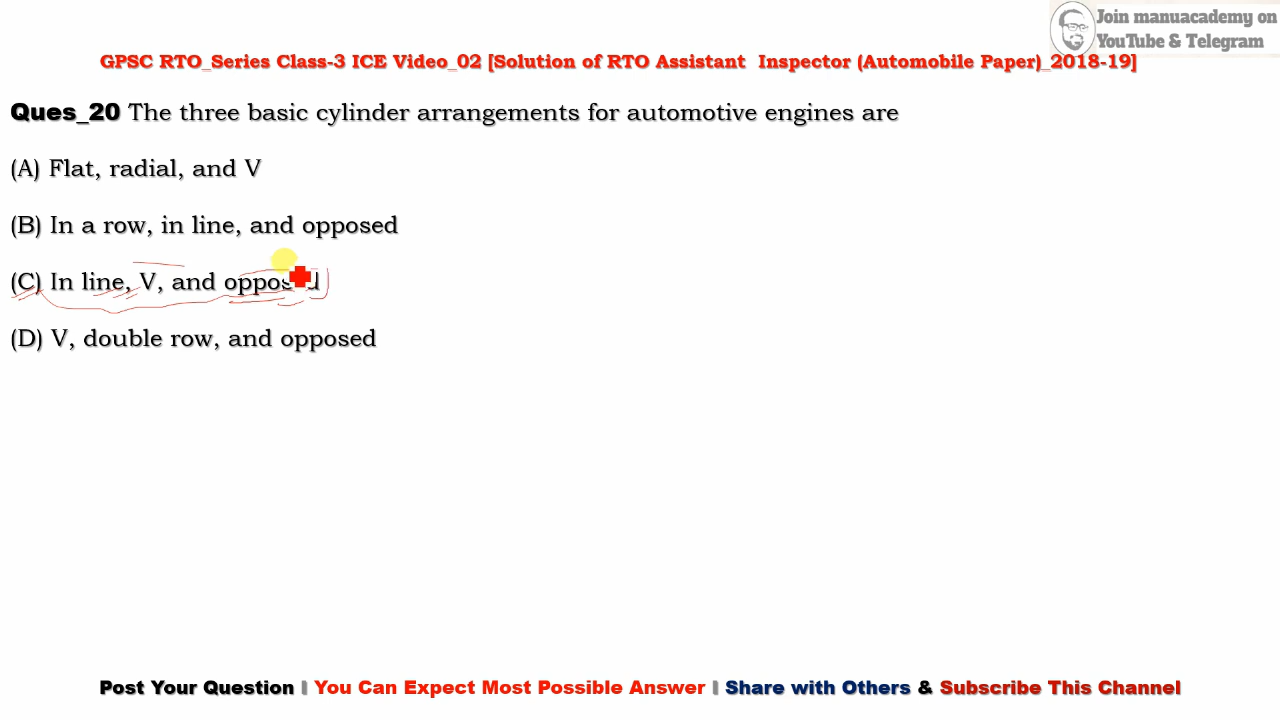 Join manuacademy on
YouTube & Telegram
GPSC RTO_Series Class-3 ICE Video_02 [Solution of RTO Assistant Inspector (Automobile Paper)_2018-19]
Ques_20 The three basic cylinder arrangements for automotive engines are
(A) Flat, radial, and V
(B) In a row, in line, and opposed
(C) In line, V, and opposed
(D) V, double row, and opposed
Post Your Question | You Can Expect Most Possible Answer | Share with Others & Subscribe This Channel